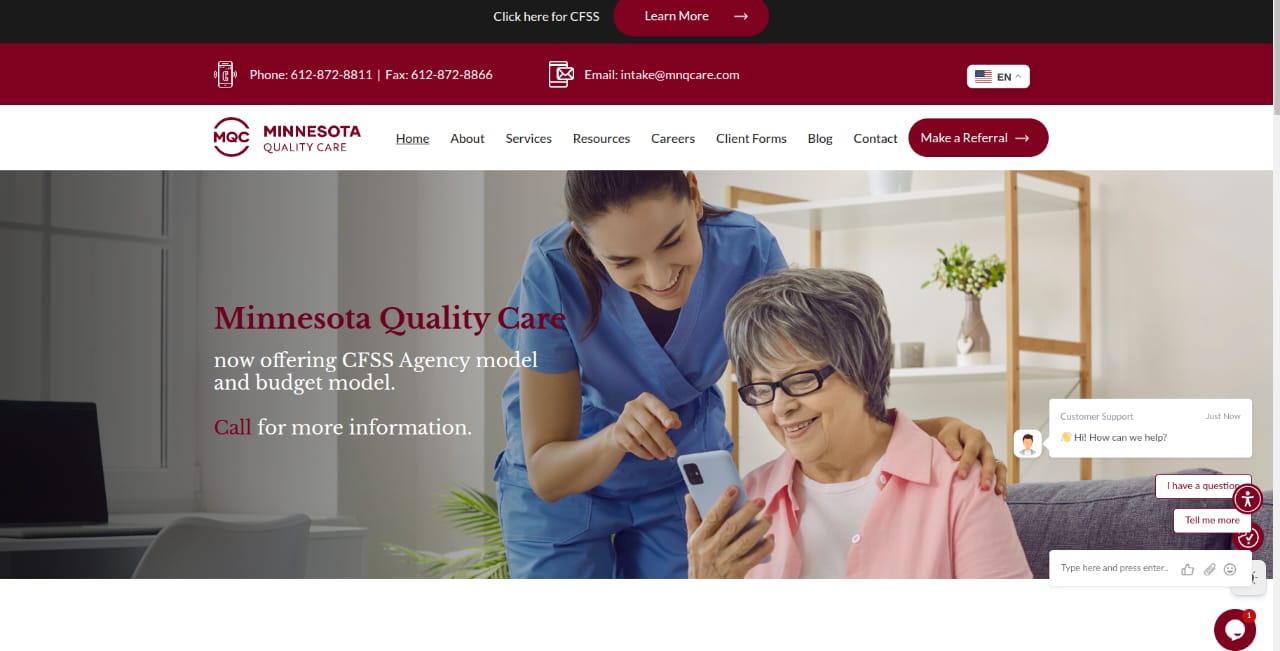 Click here for CFSS Learn More
Phone: 612-872-8811 | Fax: 612-872-8866 Email: intake@mnqcare.com EN
MQC MINNESOTA
QUALITY CARE
Home About Services Resources Careers Client Forms Blog Contact Make a Referral
Minnesota Quality Care
now offering CFSS Agency model
and budget model.
Call for more information.
Customer Support Just Now
Hi! How can we help?
I have a question
Tell me more
Type here and press enter..
1